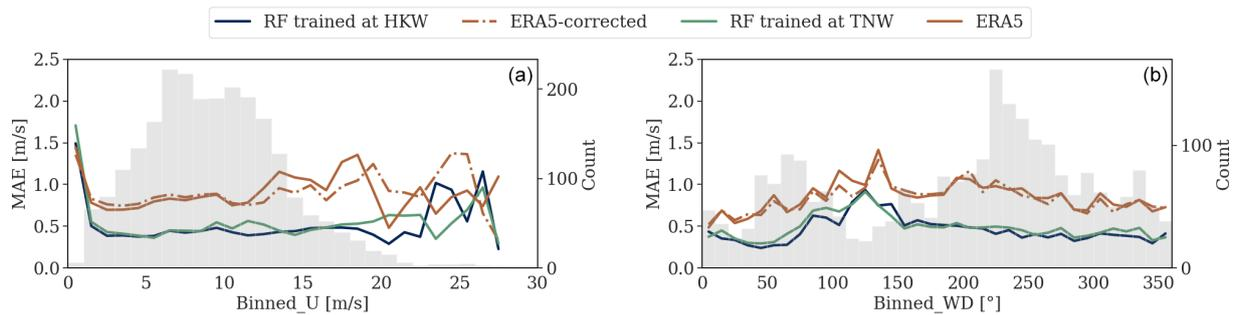 RF trained at HKW ERA5-corrected RF trained at TNW ERA5
(a)
2.5
2.0
1.5
1.0
0.5
0.0
MAE [m/s]
0 5 10 15 20 25 30
Binned_U [m/s]
200
100
0
Count
(b)
2.5
2.0
1.5
1.0
0.5
0.0
MAE [m/s]
0 50 100 150 200 250 300 350
Binned_WD [°]
100
0
Count